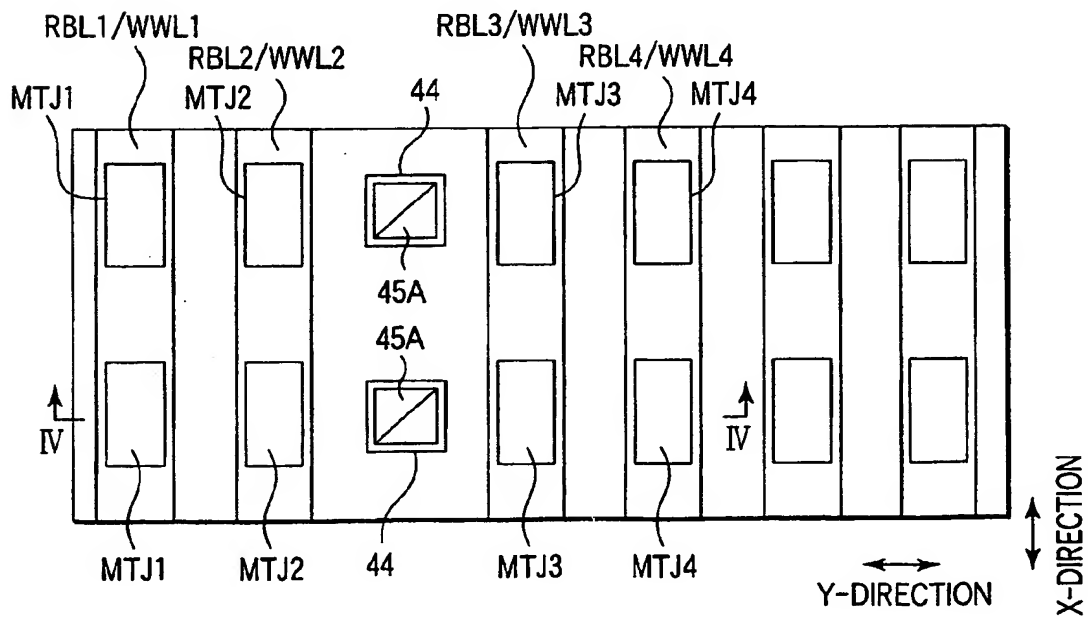 RBL1/WWL1
RBL3/WWL3
RBL2/WWL2
RBL4/WWL4
MTJ1
MTJ2
44
MTJ3
MTJ4
45A
45A
IV
IV
MTJ1
MTJ2
44
MTJ3
MTJ4
Y-DIRECTION
X-DIRECTION